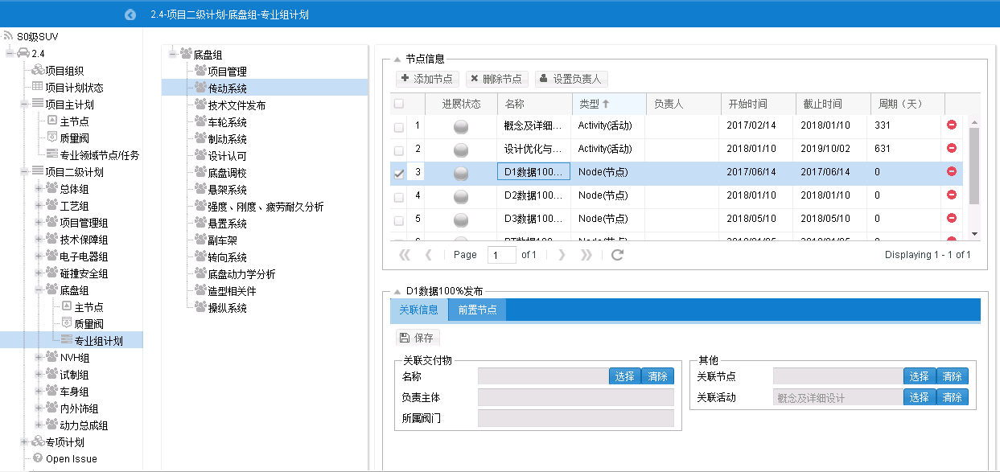 2.4-项目二级计划-底盘组-专业组计划
S0级SUV
2.4
项目组织
项目计划状态
项目主计划
主节点
质量阀
专业领域节点/任务
项目二级计划
总体组
工艺组
项目管理组
技术保障组
电子电器组
碰撞安全组
底盘组
主节点
质量阀
专业组计划
NVH组
试制组
车身组
内外饰组
动力总成组
专项计划
Open Issue
底盘组
项目管理
传动系统
技术文件发布
车轮系统
制动系统
设计认可
底盘调校
悬架系统
强度、刚度、疲劳耐久分析
悬置系统
副车架
转向系统
底盘动力学分析
造型相关件
操纵系统
节点信息
添加节点 删除节点 设置负责人
进展状态 名称 类型 负责人 开始时间 截止时间 周期（天）
1 概念及详细... Activity(活动) 2017/02/14 2018/01/10 331
2 设计优化与... Activity(活动) 2018/01/10 2019/10/02 631
3 D1数据100... Node(节点) 2017/06/14 2017/06/14 0
4 D2数据100... Node(节点) 2018/01/10 2018/01/10 0
5 D3数据100... Node(节点) 2018/05/10 2018/05/10 0
Page 1 of 1 Displaying 1 - 1 of 1
D1数据100%发布
关联信息 前置节点
保存
关联交付物
名称 选择 清除
负责主体
所属阀门
其他
关联节点 选择 清除
关联活动 概念及详细设计 选择 清除